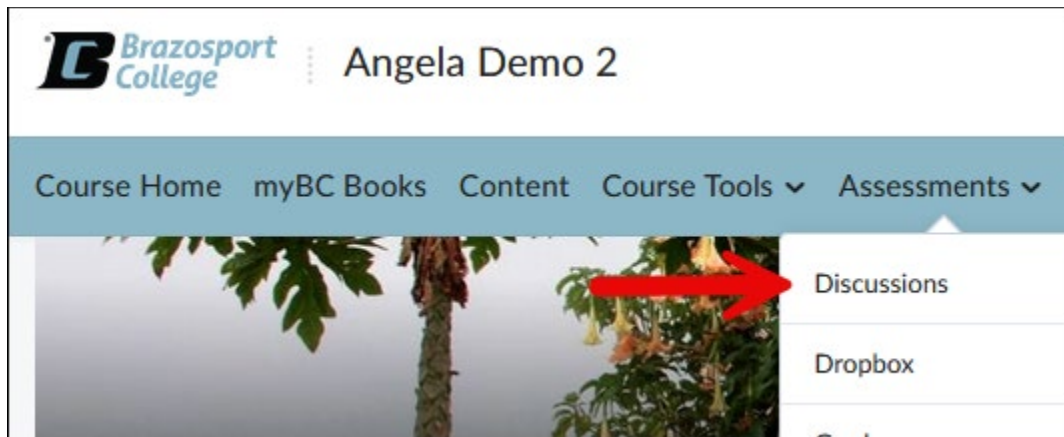 Brazosport
College
Angela Demo 2
Course Home myBC Books Content Course Tools Assessments
Discussions
Dropbox